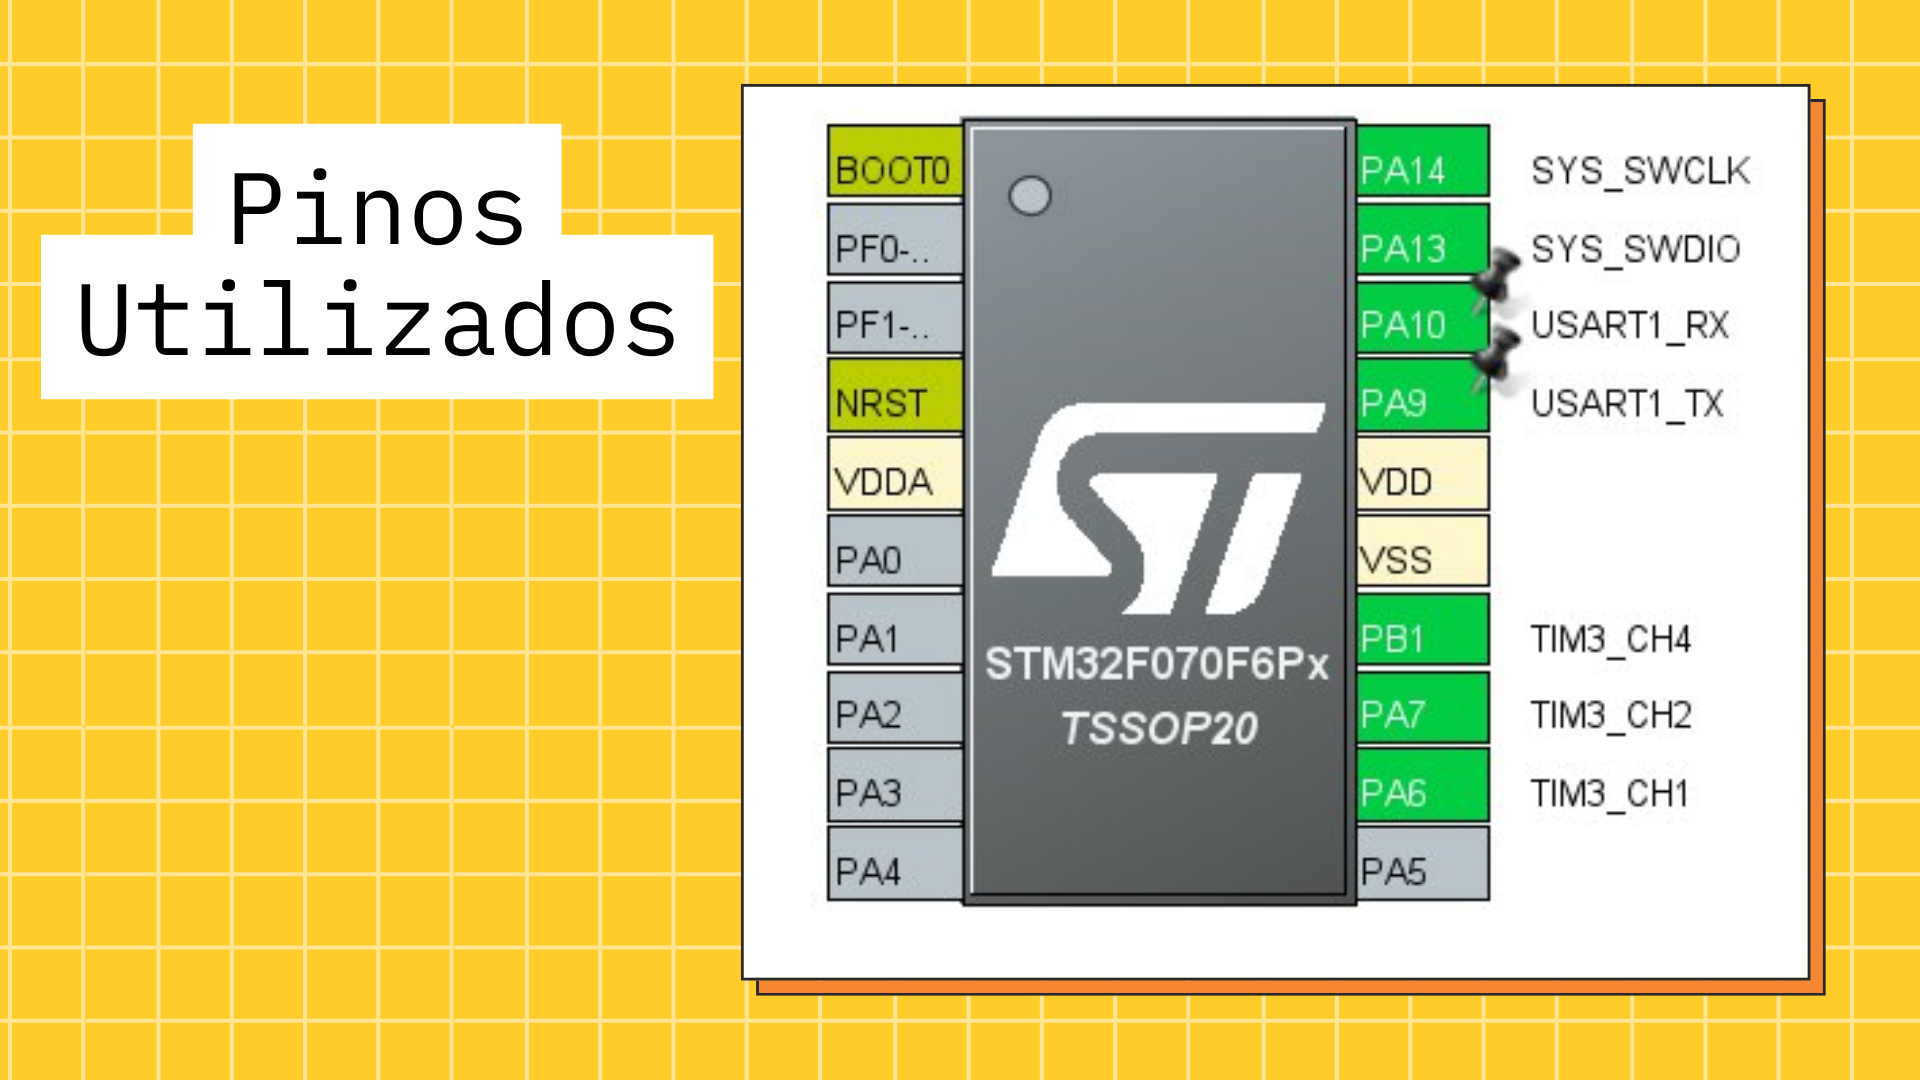 Pinos
Utilizados
BOOT0
PF0-..
PF1-..
NRST
VDDA
PA0
PA1
PA2
PA3
PA4
ST
STM32F070F6Px
TSSOP20
PA14 SYS_SWCLK
PA13 SYS_SWDIO
PA10 USART1_RX
PA9 USART1_TX
VDD
VSS
PB1 TIM3_CH4
PA7 TIM3_CH2
PA6 TIM3_CH1
PA5